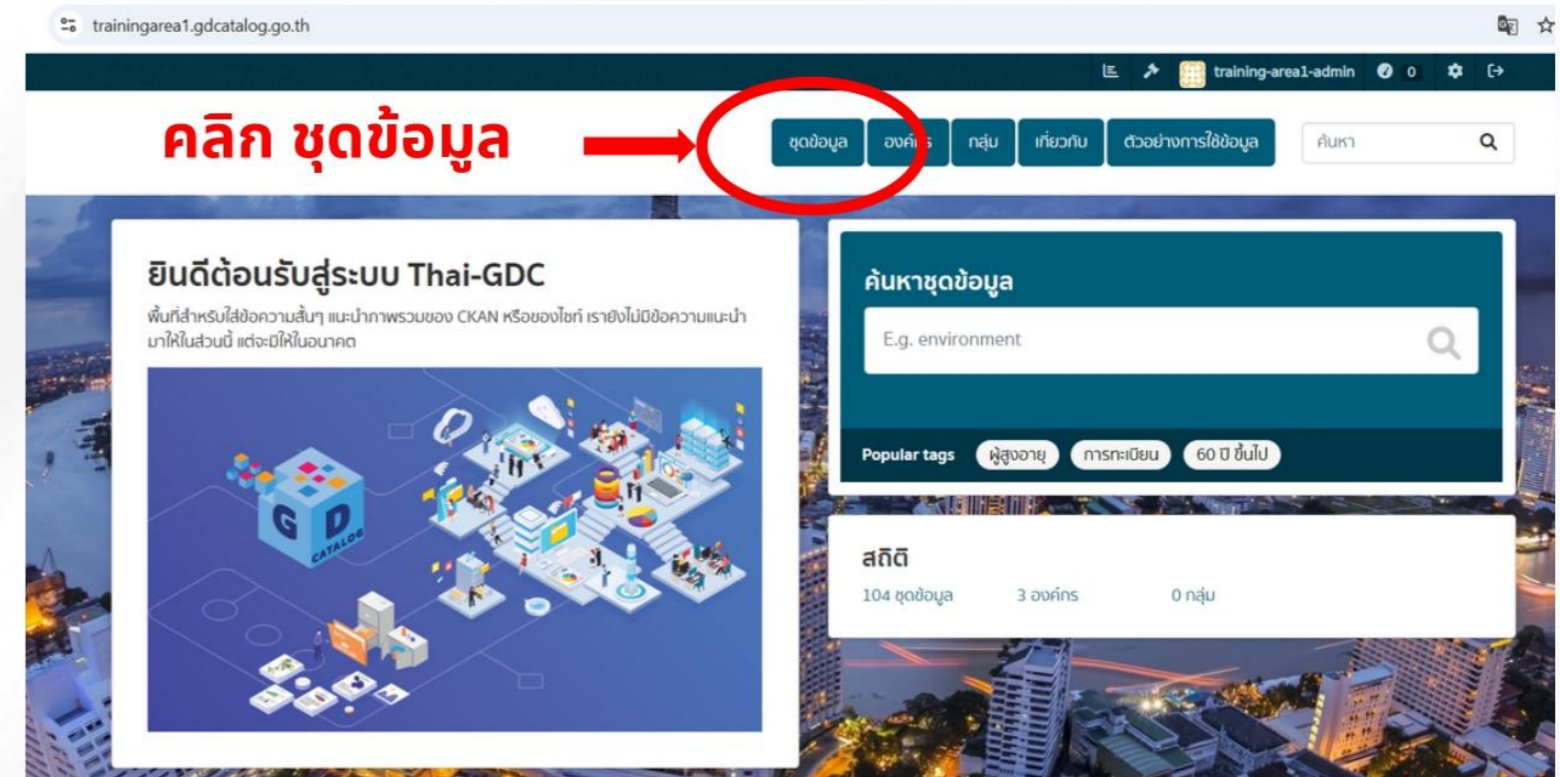 trainingarea1.gdcatalog.go.th
training-area1-admin 0
คลิก ชุดข้อมูล
ชุดข้อมูล องค์กร กลุ่ม เกี่ยวกับ ตัวอย่างการใช้ข้อมูล ค้นหา
ยินดีต้อนรับสู่ระบบ Thai-GDC
พื้นที่สำหรับใส่ข้อความสั้นๆ แนะนำภาพรวมของ CKAN หรือของไซท์ เรายังไม่มีข้อความแนะนำ
มาให้ในส่วนนี้ แต่จะมีให้ในอนาคต
G D
CATALOG
ค้นหาชุดข้อมูล
E.g. environment
Popular tags ผู้สูงอายุ การทะเบียน 60 ปี ขึ้นไป
สถิติ
104 ชุดข้อมูล 3 องค์กร 0 กลุ่ม